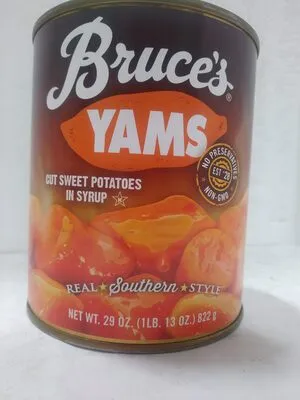 Bruce's®
YAMS
CUT SWEET POTATOES
IN SYRUP
NO PRESERVATIVES
EST '28
NON-GMO
REAL ★ Southern ★ STYLE
NET WT. 29 OZ. (1LB. 13 OZ.) 822 g